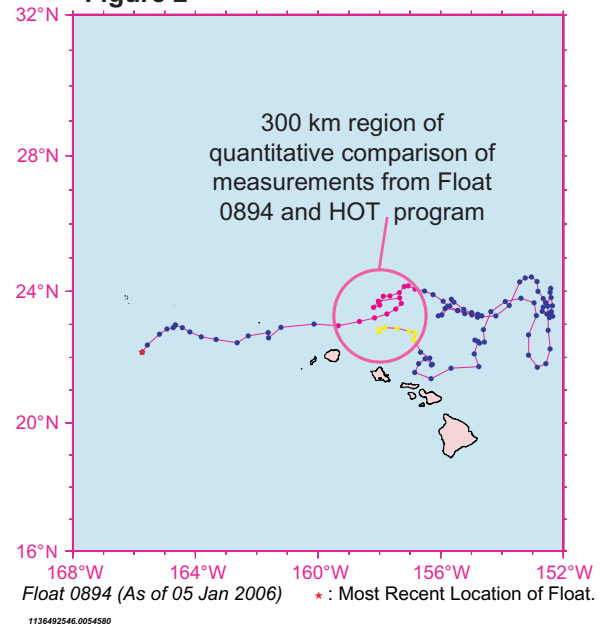 Figure 2
32°N
300 km region of
quantitative comparison of
measurements from Float
0894 and HOT program
28°N
24°N
20°N
16°N
168°W 164°W 160°W 156°W 152°W
Float 0894 (As of 05 Jan 2006) ★ : Most Recent Location of Float.
1136492546.0054580